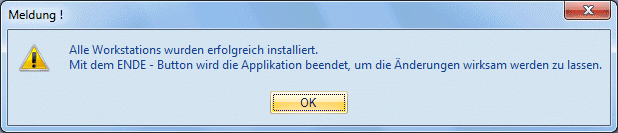 Meldung !
Alle Workstations wurden erfolgreich installiert.
Mit dem ENDE - Button wird die Applikation beendet, um die Änderungen wirksam werden zu lassen.
OK